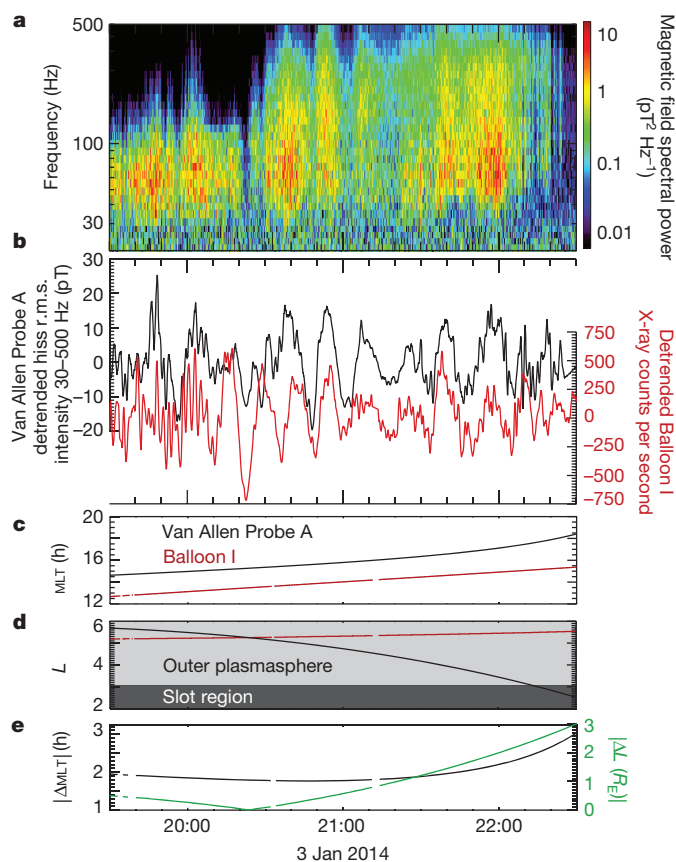 a
500
100
30
Frequency (Hz)
10
1
0.1
0.01
Magnetic field spectral power
(pT² Hz⁻¹)
b
30
20
10
0
−10
−20
Van Allen Probe A
detrended hiss r.m.s.
intensity 30–500 Hz (pT)
750
500
250
0
−250
−500
−750
Detrended Balloon I
X-ray counts per second
c
20
16
12
MLT (h)
Van Allen Probe A
Balloon I
d
6
4
2
L
Outer plasmasphere
Slot region
e
3
2
1
|ΔMLT| (h)
3
2
1
0
|ΔL (RE)|
20:00
21:00
22:00
3 Jan 2014